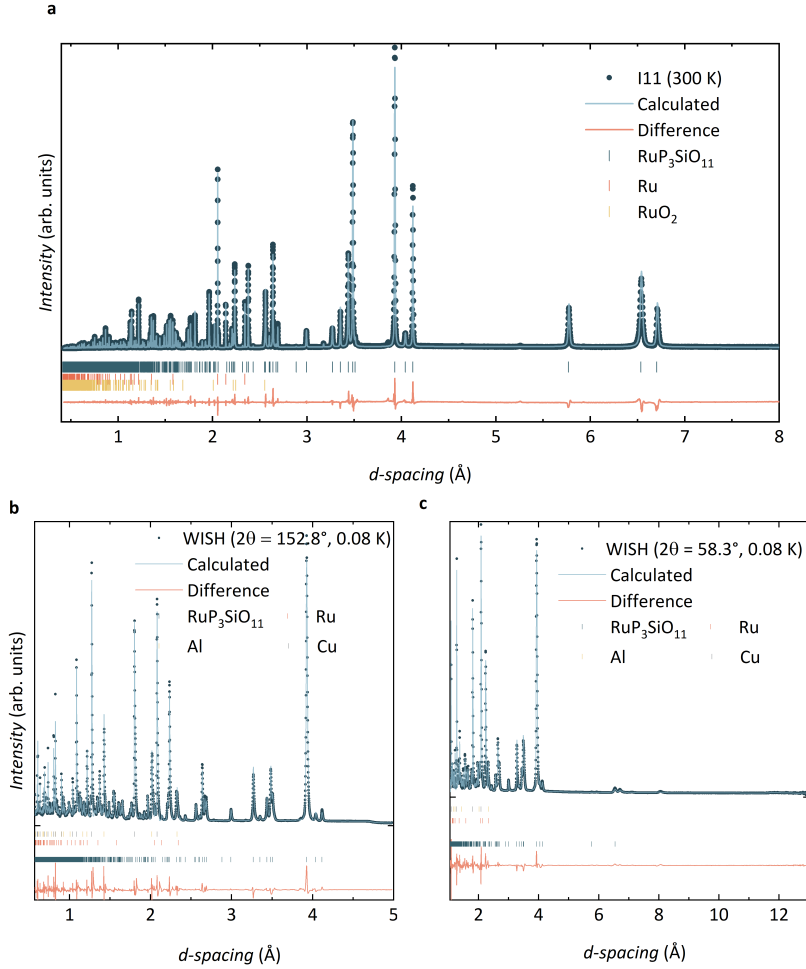 a
I11 (300 K)
Calculated
Difference
RuP₃SiO₁₁
Ru
RuO₂
Intensity (arb. units)
1 2 3 4 5 6 7 8
d-spacing (Å)
b
WISH (2θ = 152.8°, 0.08 K)
Calculated
Difference
RuP₃SiO₁₁ Ru
Al Cu
Intensity (arb. units)
1 2 3 4 5
d-spacing (Å)
c
WISH (2θ = 58.3°, 0.08 K)
Calculated
Difference
RuP₃SiO₁₁ Ru
Al Cu
2 4 6 8 10 12
d-spacing (Å)